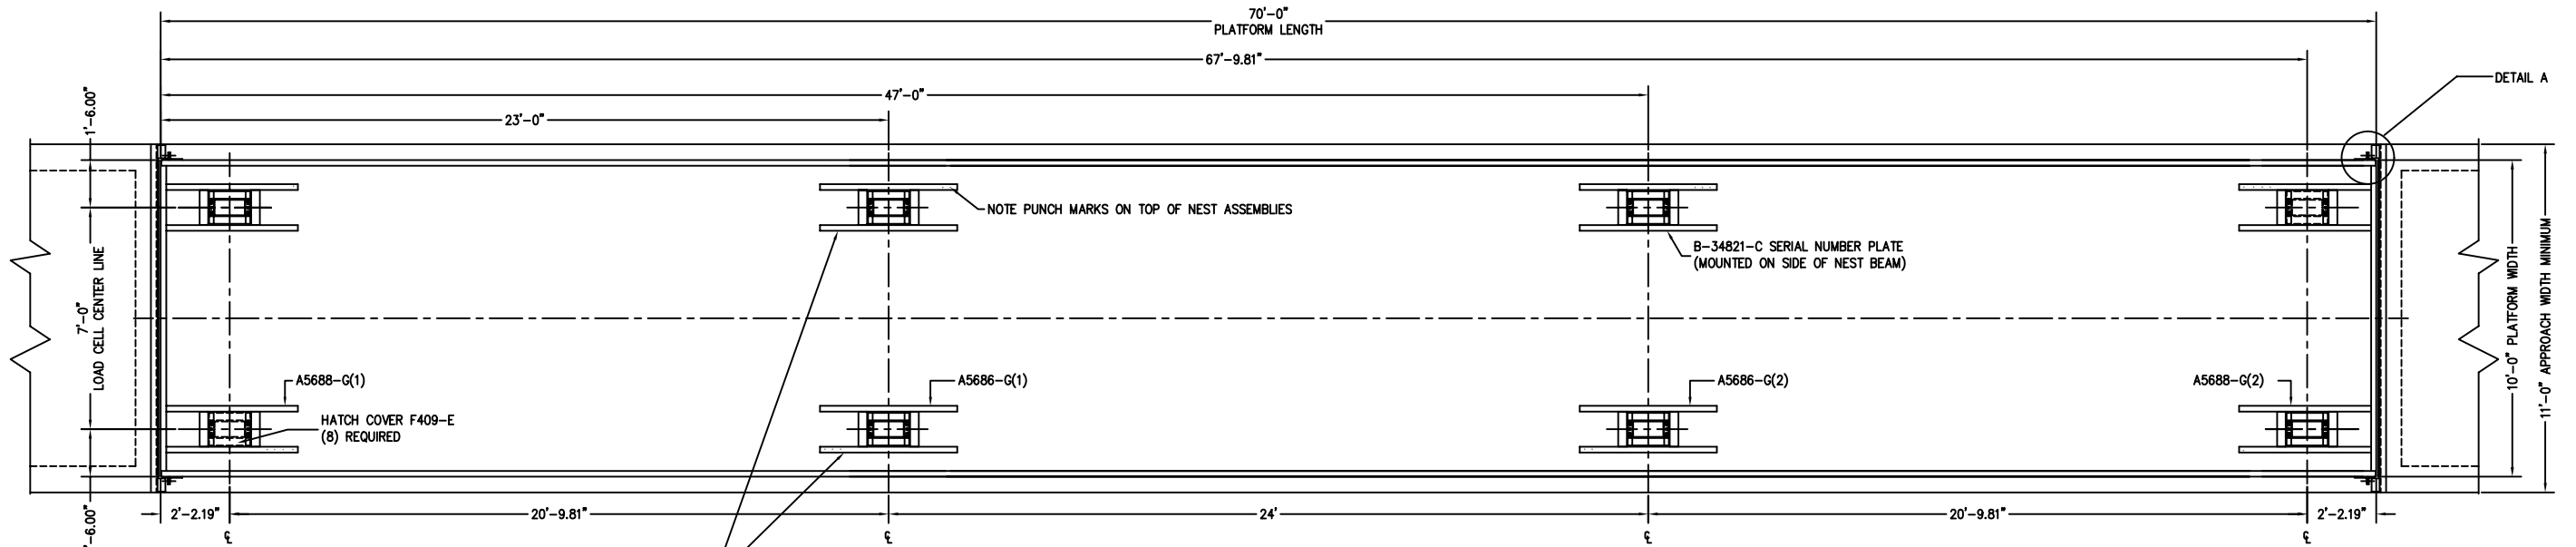 70'-0"
PLATFORM LENGTH
67'-9.81"
47'-0"
23'-0"
DETAIL A
1'-6.00"
NOTE PUNCH MARKS ON TOP OF NEST ASSEMBLIES
B-34821-C SERIAL NUMBER PLATE
(MOUNTED ON SIDE OF NEST BEAM)
7'-0"
LOAD CELL CENTER LINE
10'-0" PLATFORM WIDTH
11'-0" APPROACH WIDTH MINIMUM
A5688-G(1)
A5686-G(1)
A5686-G(2)
A5688-G(2)
HATCH COVER F409-E
(8) REQUIRED
'-6.00"
2'-2.19"
20'-9.81"
24'
20'-9.81"
2'-2.19"
℄
℄
℄
℄